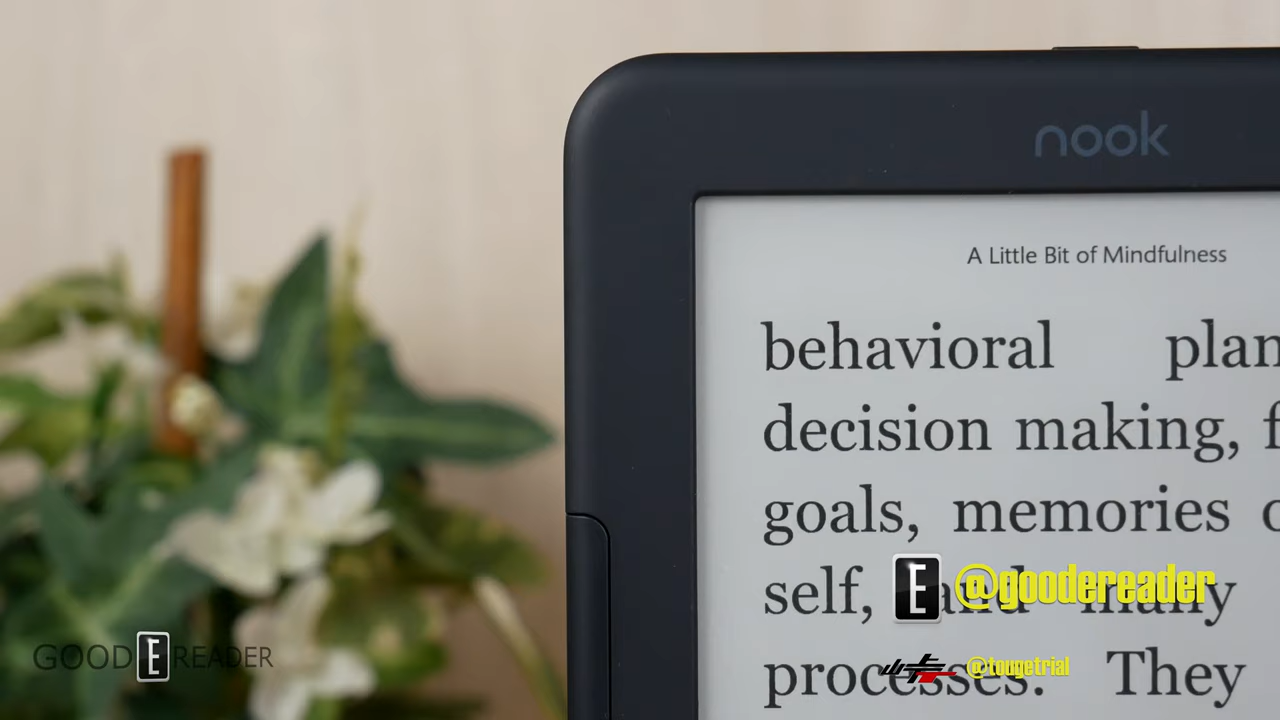 nook
A Little Bit of Mindfulness
behavioral plan
decision making, f
goals, memories o
self, and many
E @goodereader
processes. They
@tougetrial
GOOD E READER